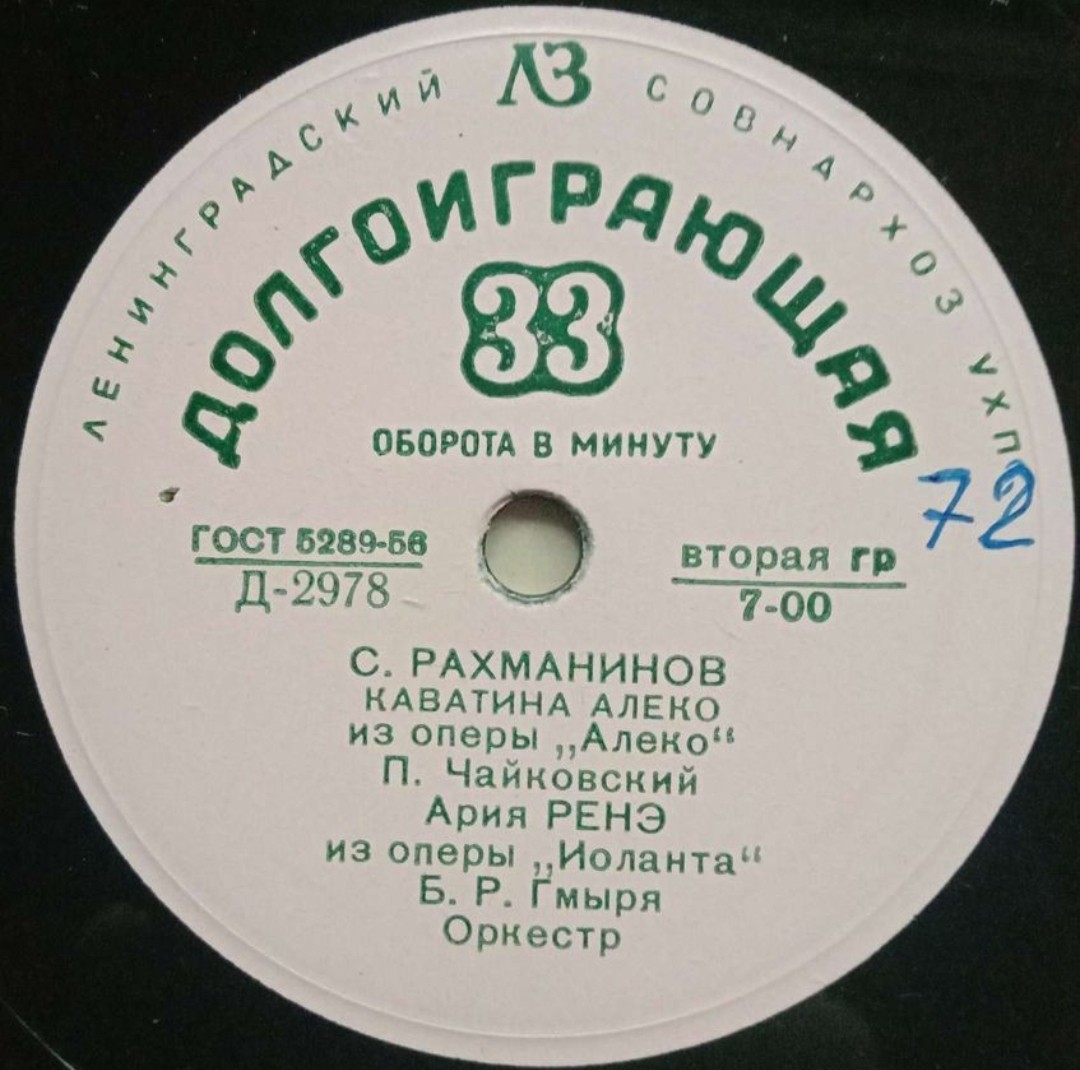 ЛЕНИНГРАДСКИЙ ЛЗ СОВНАРХОЗ УХП
ДОЛГОИГРАЮЩАЯ
33
ОБОРОТА В МИНУТУ
72
ГОСТ 5289-56
Д-2978
вторая гр
7-00
С. РАХМАНИНОВ
КАВАТИНА АЛЕКО
из оперы „Алеко“
П. Чайковский
Ария РЕНЭ
из оперы „Иоланта“
Б. Р. Гмыря
Оркестр